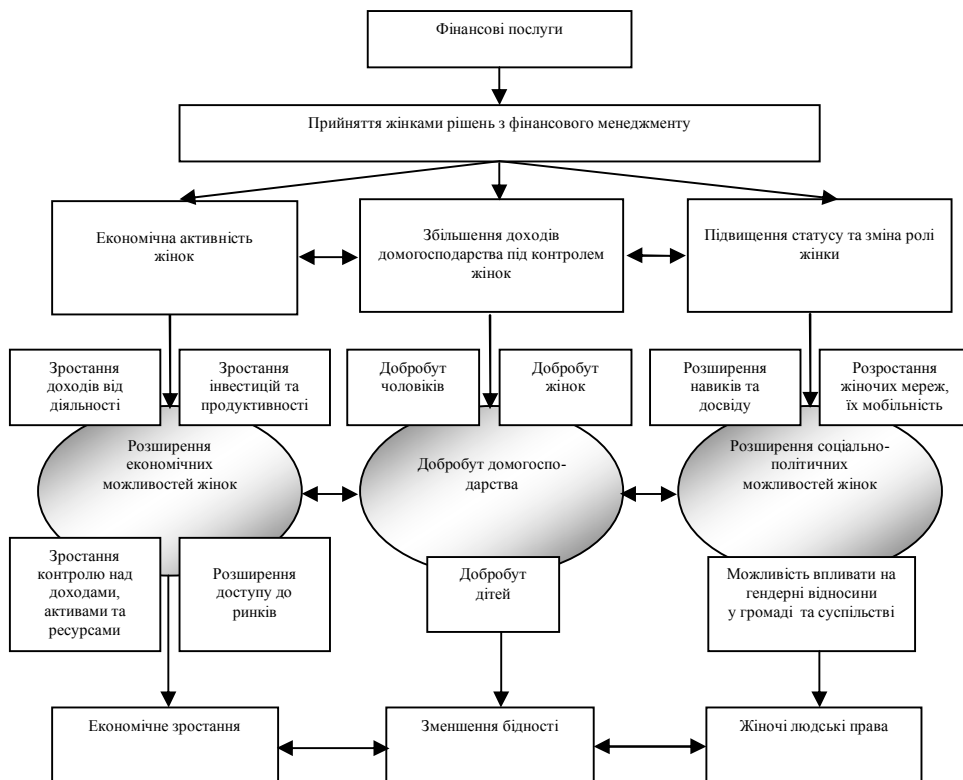 Фінансові послуги
Прийняття жінками рішень з фінансового менеджменту
Економічна активність
жінок
Збільшення доходів
домогосподарства під контролем
жінок
Підвищення статусу та зміна ролі
жінки
Зростання
доходів від
діяльності
Зростання
інвестицій та
продуктивності
Добробут
чоловіків
Добробут
жінок
Розширення
навиків та
досвіду
Розростання
жіночих мереж,
їх мобільність
Розширення
економічних
можливостей жінок
Добробут домогоспо-
дарства
Розширення соціально-
політичних
можливостей жінок
Зростання
контролю над
доходами,
активами та
ресурсами
Розширення
доступу до
ринків
Добробут
дітей
Можливість впливати на
гендерні відносини
у громаді та суспільстві
Економічне зростання
Зменшення бідності
Жіночі людські права